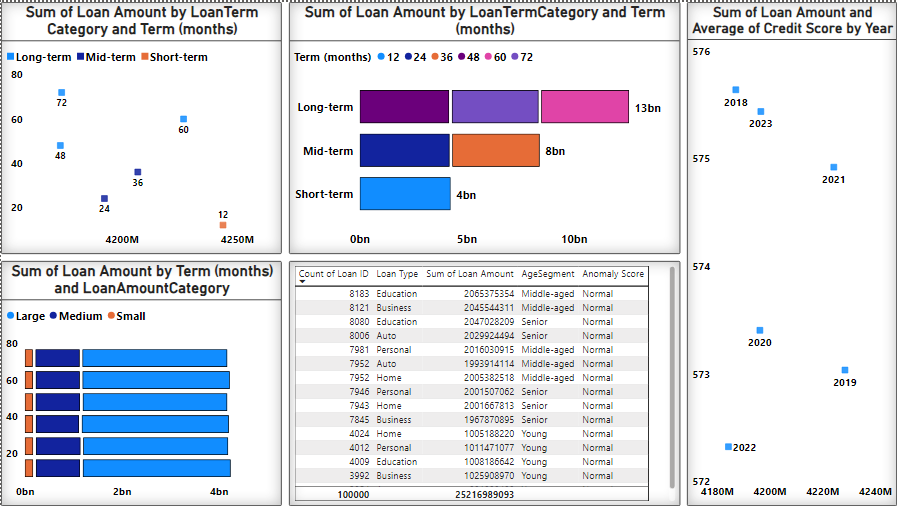 Sum of Loan Amount by LoanTerm
Category and Term (months)
Long-term Mid-term Short-term
80
72
60
60
48
40
36
24
20
12
4200M 4250M
Sum of Loan Amount by LoanTermCategory and Term
(months)
Term (months) 12 24 36 48 60 72
Long-term 13bn
Mid-term 8bn
Short-term 4bn
0bn 5bn 10bn
Sum of Loan Amount and
Average of Credit Score by Year
576
2018
2023
575
2021
574
2020
573
2019
2022
572
4180M 4200M 4220M 4240M
Sum of Loan Amount by Term (months)
and LoanAmountCategory
Large Medium Small
80
60
40
20
0bn 2bn 4bn
Count of Loan ID Loan Type Sum of Loan Amount AgeSegment Anomaly Score
8183 Education 2065375354 Middle-aged Normal
8121 Business 2045544311 Middle-aged Normal
8080 Education 2047028209 Senior Normal
8006 Auto 2029924494 Senior Normal
7981 Personal 2016030915 Middle-aged Normal
7952 Auto 1993914114 Middle-aged Normal
7952 Home 2005382518 Middle-aged Normal
7946 Personal 2001507062 Senior Normal
7943 Home 2001667813 Senior Normal
7845 Business 1967870895 Senior Normal
4024 Home 1005188220 Young Normal
4012 Personal 1011471077 Young Normal
4009 Education 1008186642 Young Normal
3992 Business 1025908970 Young Normal
100000 25216989093